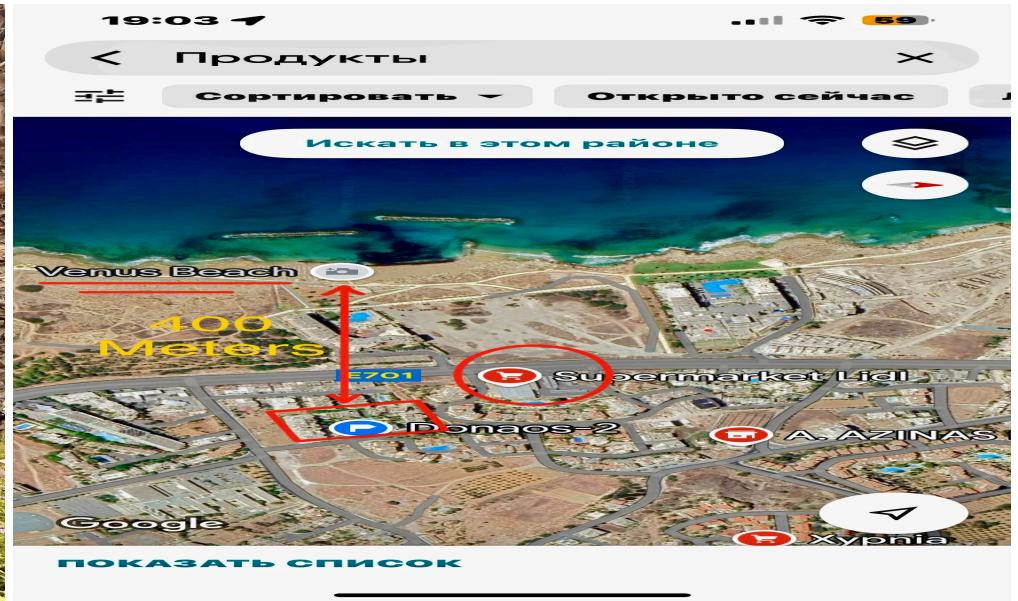 19:03
59
Продукты
Сортировать
Открыто сейчас
Искать в этом районе
Venus Beach
400
Meters
E701
Supermarket Lidl
P Donaos-2
A. AZINAS
Xypnia
Google
ПОКАЗАТЬ СПИСОК